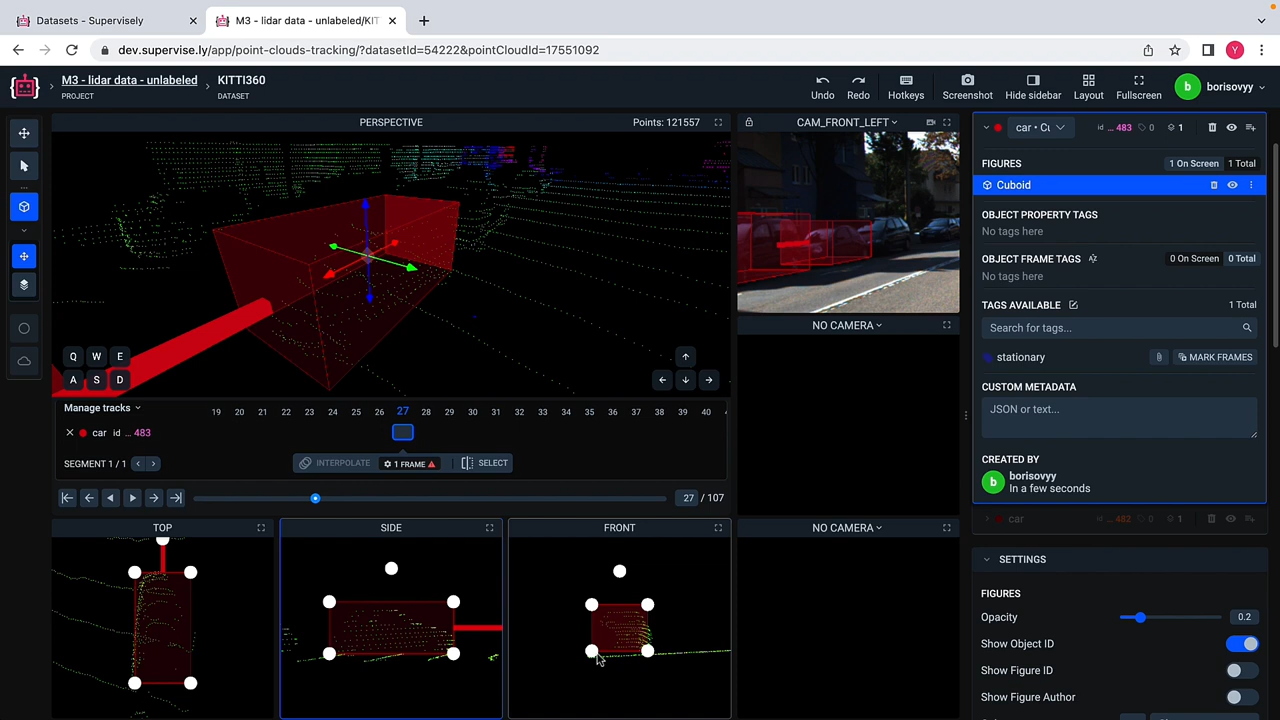 Datasets - Supervisely
M3 - lidar data - unlabeled/KIT
dev.supervise.ly/app/point-clouds-tracking/?datasetId=54222&pointCloudId=17551092
Y
M3 - lidar data - unlabeled
PROJECT
KITTI360
DATASET
Undo
Redo
Hotkeys
Screenshot
Hide sidebar
Layout
Fullscreen
b
borisovyy
PERSPECTIVE
Points: 121557
Q W E
A S D
CAM_FRONT_LEFT
NO CAMERA
NO CAMERA
Manage tracks
19 20 21 22 23 24 25 26 27 28 29 30 31 32 33 34 35 36 37 38 39 40
car id ... 483
SEGMENT 1 / 1
INTERPOLATE
1 FRAME
SELECT
27 / 107
TOP
SIDE
FRONT
car • Cu
id ... 483
0
1
FIGURES
1 On Screen
1 Total
Cuboid
OBJECT PROPERTY TAGS
No tags here
OBJECT FRAME TAGS
0 On Screen
0 Total
No tags here
TAGS AVAILABLE
1 Total
Search for tags...
stationary
MARK FRAMES
CUSTOM METADATA
JSON or text...
CREATED BY
b
borisovyy
In a few seconds
car
id ... 482
0
1
SETTINGS
FIGURES
Opacity
0.2
Show Object ID
Show Figure ID
Show Figure Author